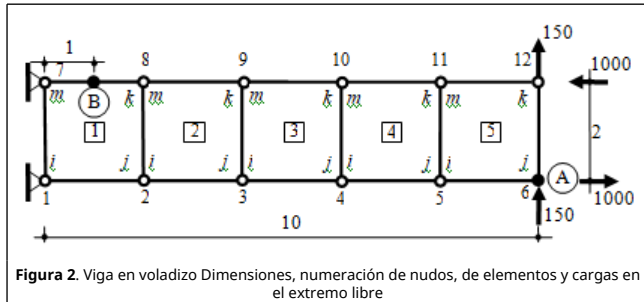 1
150
7 8 9 10 11 12
1000
B
m k m k m k m k m k
1 2 3 4 5
2
i j i j i j i j i j
A
1 2 3 4 5 6
1000
150
10
Figura 2. Viga en voladizo Dimensiones, numeración de nudos, de elementos y cargas en
el extremo libre